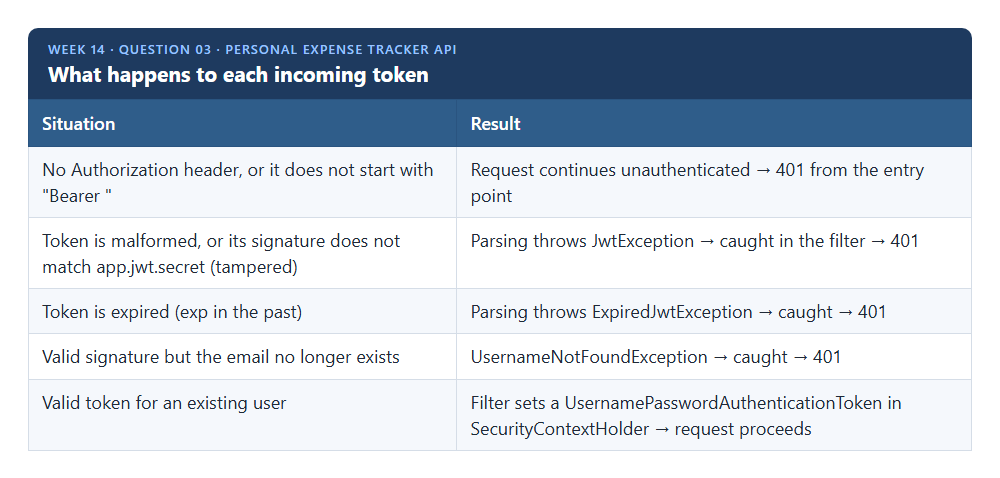 WEEK 14 · QUESTION 03 · PERSONAL EXPENSE TRACKER API
What happens to each incoming token
Situation
Result
No Authorization header, or it does not start with
"Bearer "
Request continues unauthenticated → 401 from the entry
point
Token is malformed, or its signature does not
match app.jwt.secret (tampered)
Parsing throws JwtException → caught in the filter → 401
Token is expired (exp in the past)
Parsing throws ExpiredJwtException → caught → 401
Valid signature but the email no longer exists
UsernameNotFoundException → caught → 401
Valid token for an existing user
Filter sets a UsernamePasswordAuthenticationToken in
SecurityContextHolder → request proceeds